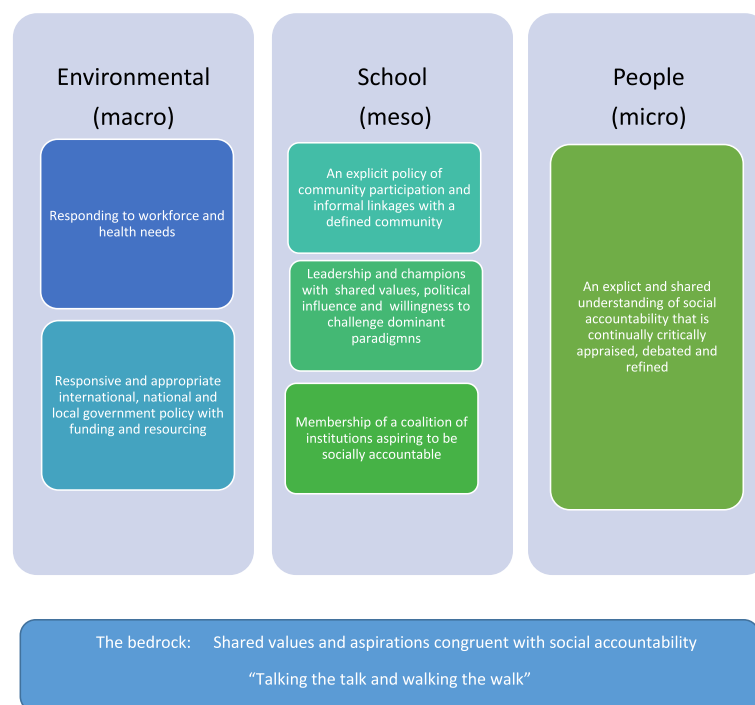 Environmental
(macro)
Responding to workforce and
health needs
Responsive and appropriate
international, national and
local government policy with
funding and resourcing
School
(meso)
An explicit policy of
community participation and
informal linkages with a
defined community
Leadership and champions
with shared values, political
influence and willingness to
challenge dominant
paradigmns
Membership of a coalition of
institutions aspiring to be
socially accountable
People
(micro)
An explict and shared
understanding of social
accountability that is
continually critically
appraised, debated and
refined
The bedrock: Shared values and aspirations congruent with social accountability
“Talking the talk and walking the walk”